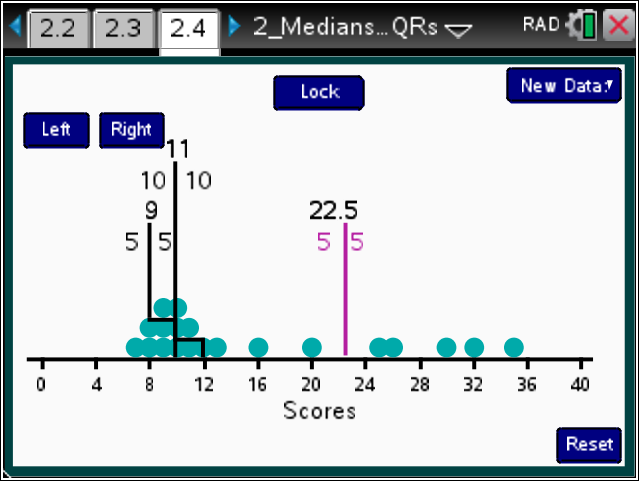 2.2 2.3 2.4 2_Medians...QRs RAD
Lock
New Data:
Left Right
11
10 10
9 22.5
5 5 5 5
0 4 8 12 16 20 24 28 32 36 40
Scores
Reset